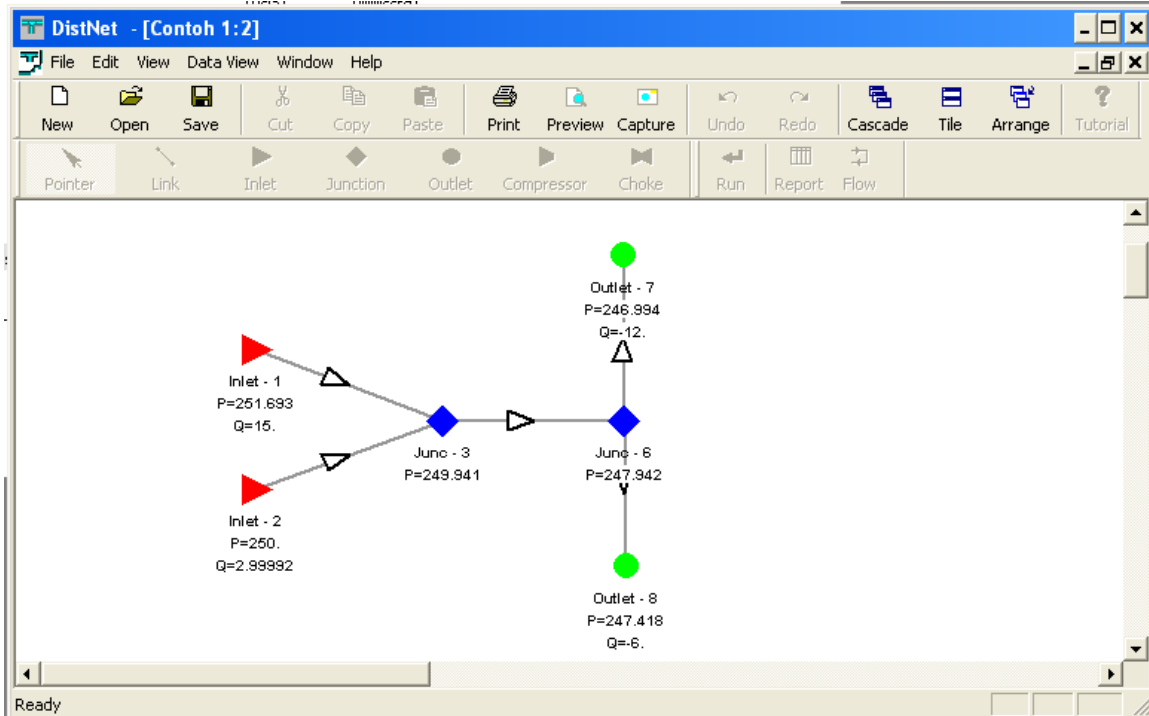 DistNet - [Contoh 1:2]
File Edit View Data View Window Help
New Open Save Cut Copy Paste Print Preview Capture Undo Redo Cascade Tile Arrange Tutorial
Pointer Link Inlet Junction Outlet Compressor Choke Run Report Flow
Outlet - 7
P=246.994
Q=-12.
Inlet - 1
P=251.693
Q=15.
Junc - 3
P=249.941
Junc - 6
P=247.942
Inlet - 2
P=250.
Q=2.99992
Outlet - 8
P=247.418
Q=-6.
Ready